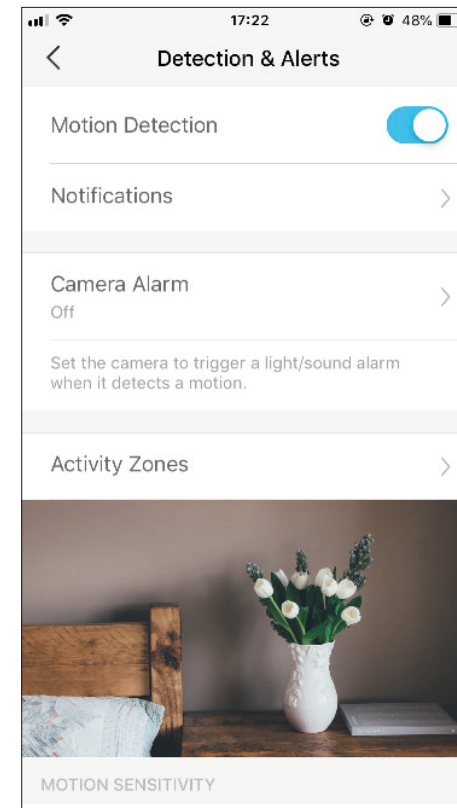 17:22
48%
Detection & Alerts
Motion Detection
Notifications
Camera Alarm
Off
Set the camera to trigger a light/sound alarm
when it detects a motion.
Activity Zones
MOTION SENSITIVITY